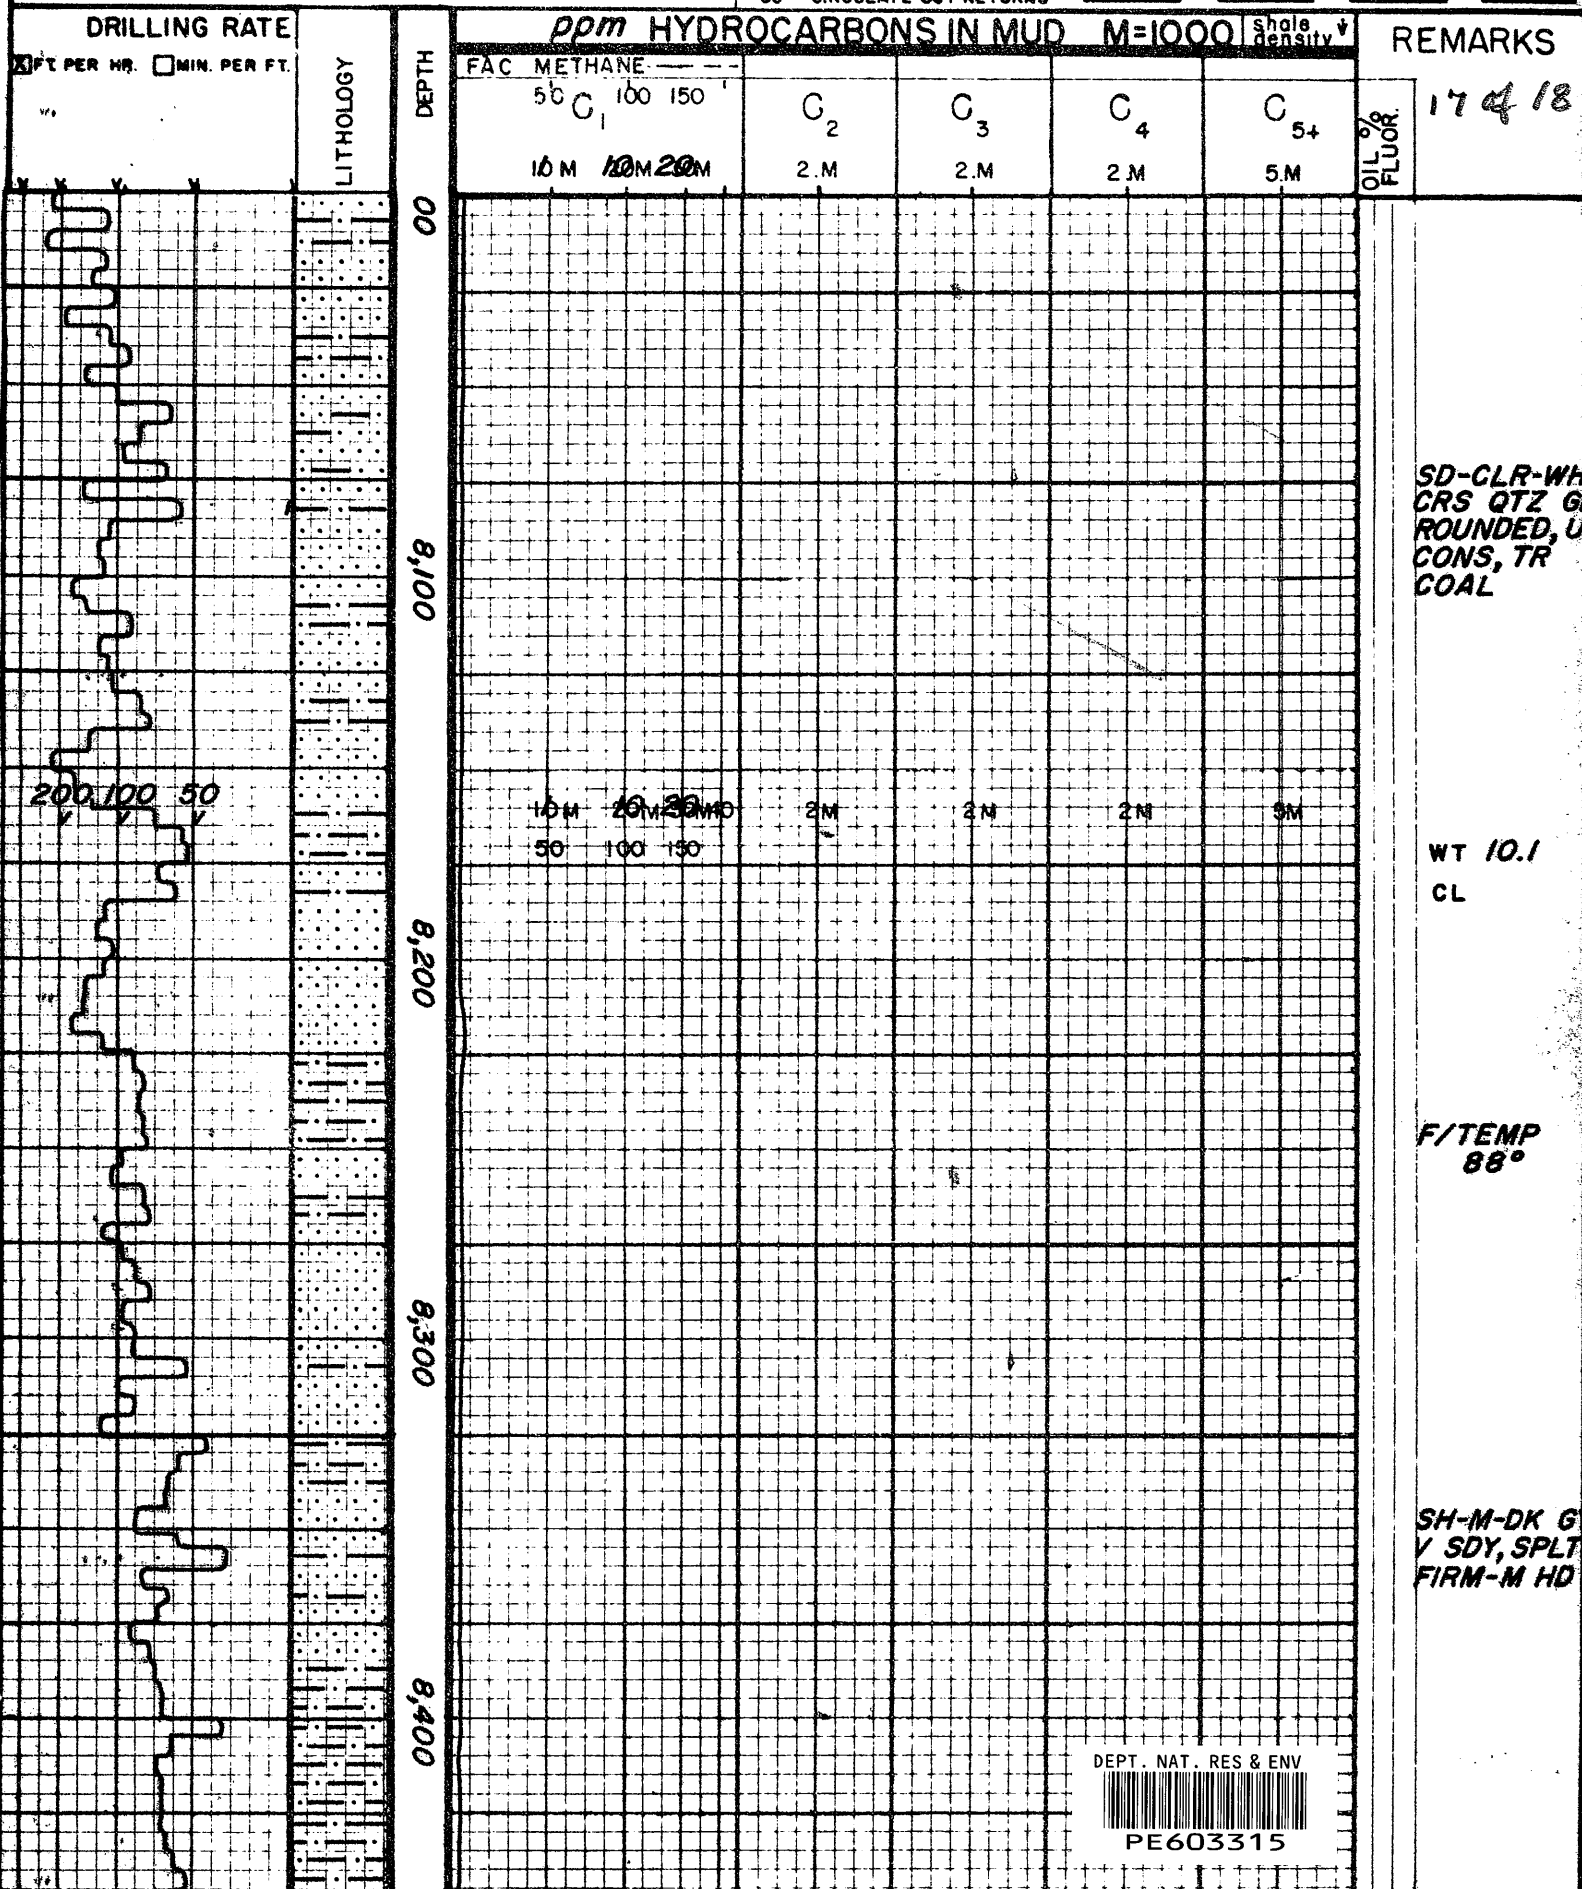 DRILLING RATE
X FT PER HR. MIN. PER FT.
LITHOLOGY
DEPTH
ppm HYDROCARBONS IN MUD M=1000
shale density
REMARKS
FAC METHANE
50 100 150
C1
C2
C3
C4
C5+
2.M
2.M
2.M
5.M
OIL % FLUOR.
17 of 18
00
SD-CLR-WH
CRS QTZ G
ROUNDED, U
CONS, TR
COAL
8,100
200 100 50
2M
2M
2M
5M
50 100 150
WT 10.1
CL
8,200
F/TEMP
88°
8,300
SH-M-DK G
V SDY, SPLT
FIRM-M HD
8,400
DEPT. NAT. RES & ENV
PE603315